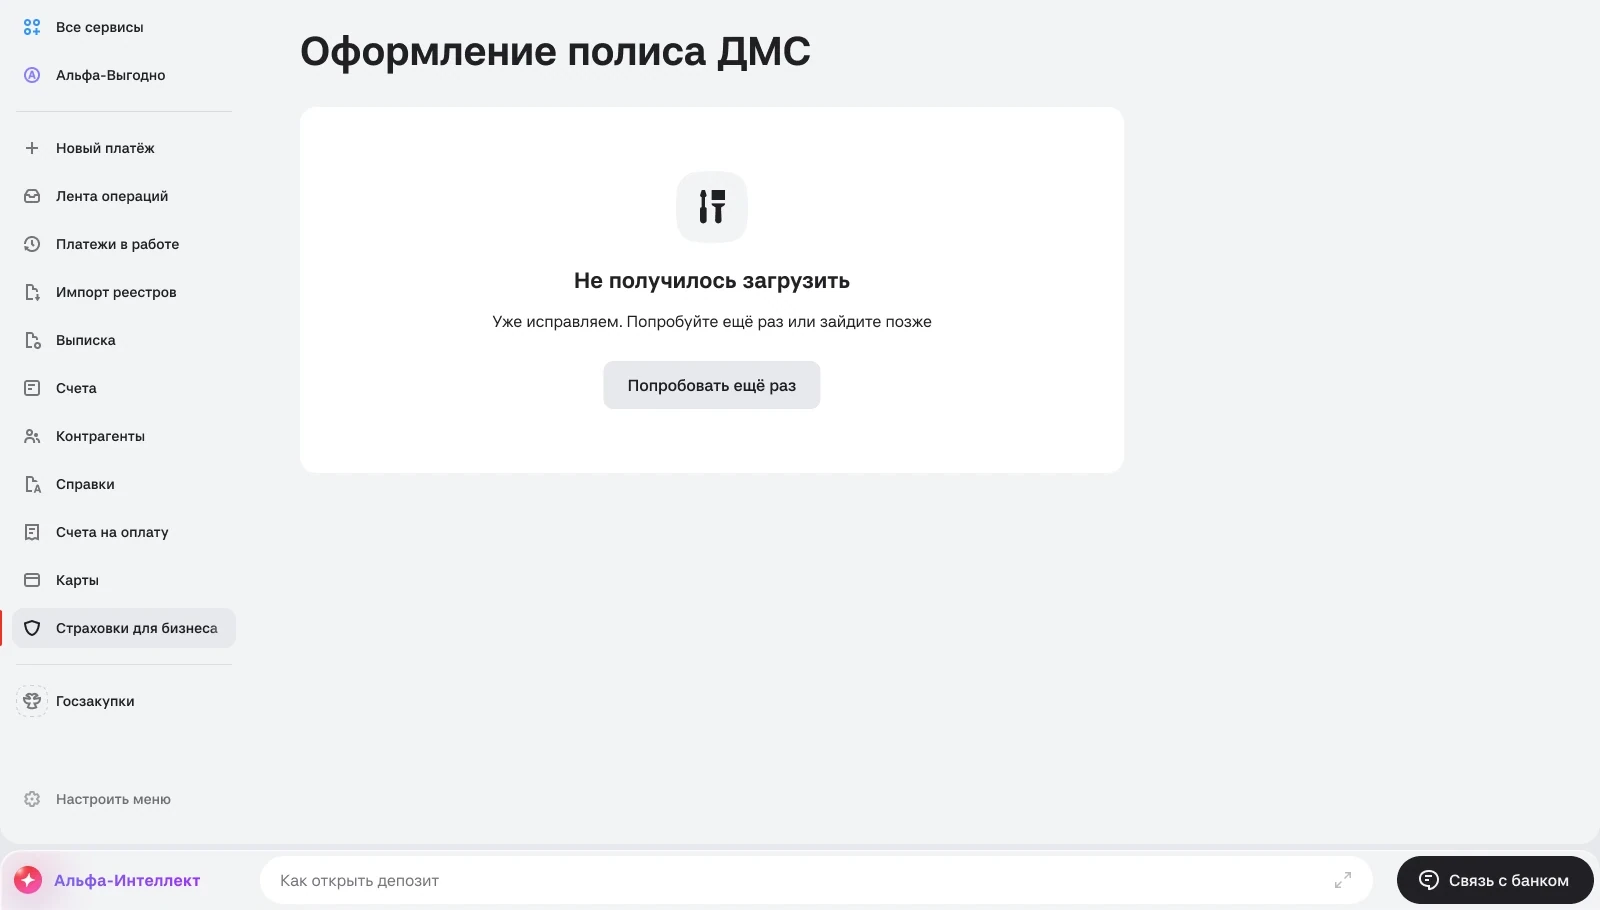 Все сервисы
Альфа-Выгодно
Новый платёж
Лента операций
Платежи в работе
Импорт реестров
Выписка
Счета
Контрагенты
Справки
Счета на оплату
Карты
Страховки для бизнеса
Госзакупки
Настроить меню
Оформление полиса ДМС
Не получилось загрузить
Уже исправляем. Попробуйте ещё раз или зайдите позже
Попробовать ещё раз
Альфа-Интеллект
Как открыть депозит
Связь с банком